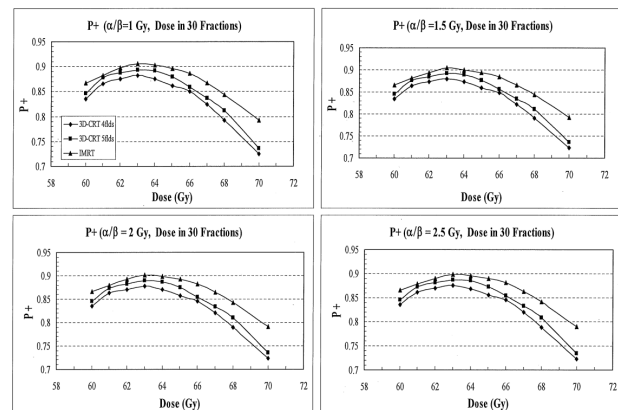 P+ (α/β=1 Gy, Dose in 30 Fractions)
0.95
0.9
0.85
0.8
0.75
0.7
P+
3D-CRT 4flds
3D-CRT 5flds
IMRT
58 60 62 64 66 68 70 72
Dose (Gy)
P+ (α/β =1.5 Gy, Dose in 30 Fractions)
0.95
0.9
0.85
0.8
0.75
0.7
P+
58 60 62 64 66 68 70 72
Dose (Gy)
P+ (α/β = 2 Gy, Dose in 30 Fractions)
0.95
0.9
0.85
0.8
0.75
0.7
P+
58 60 62 64 66 68 70 72
Dose (Gy)
P+ (α/β = 2.5 Gy, Dose in 30 Fractions)
0.95
0.9
0.85
0.8
0.75
0.7
P+
58 60 62 64 66 68 70 72
Dose (Gy)